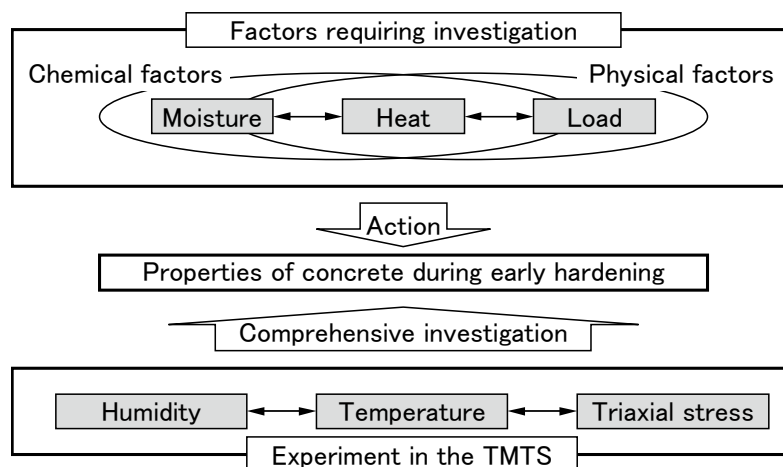 Factors requiring investigation
Chemical factors
Physical factors
Moisture
Heat
Load
Action
Properties of concrete during early hardening
Comprehensive investigation
Humidity
Temperature
Triaxial stress
Experiment in the TMTS